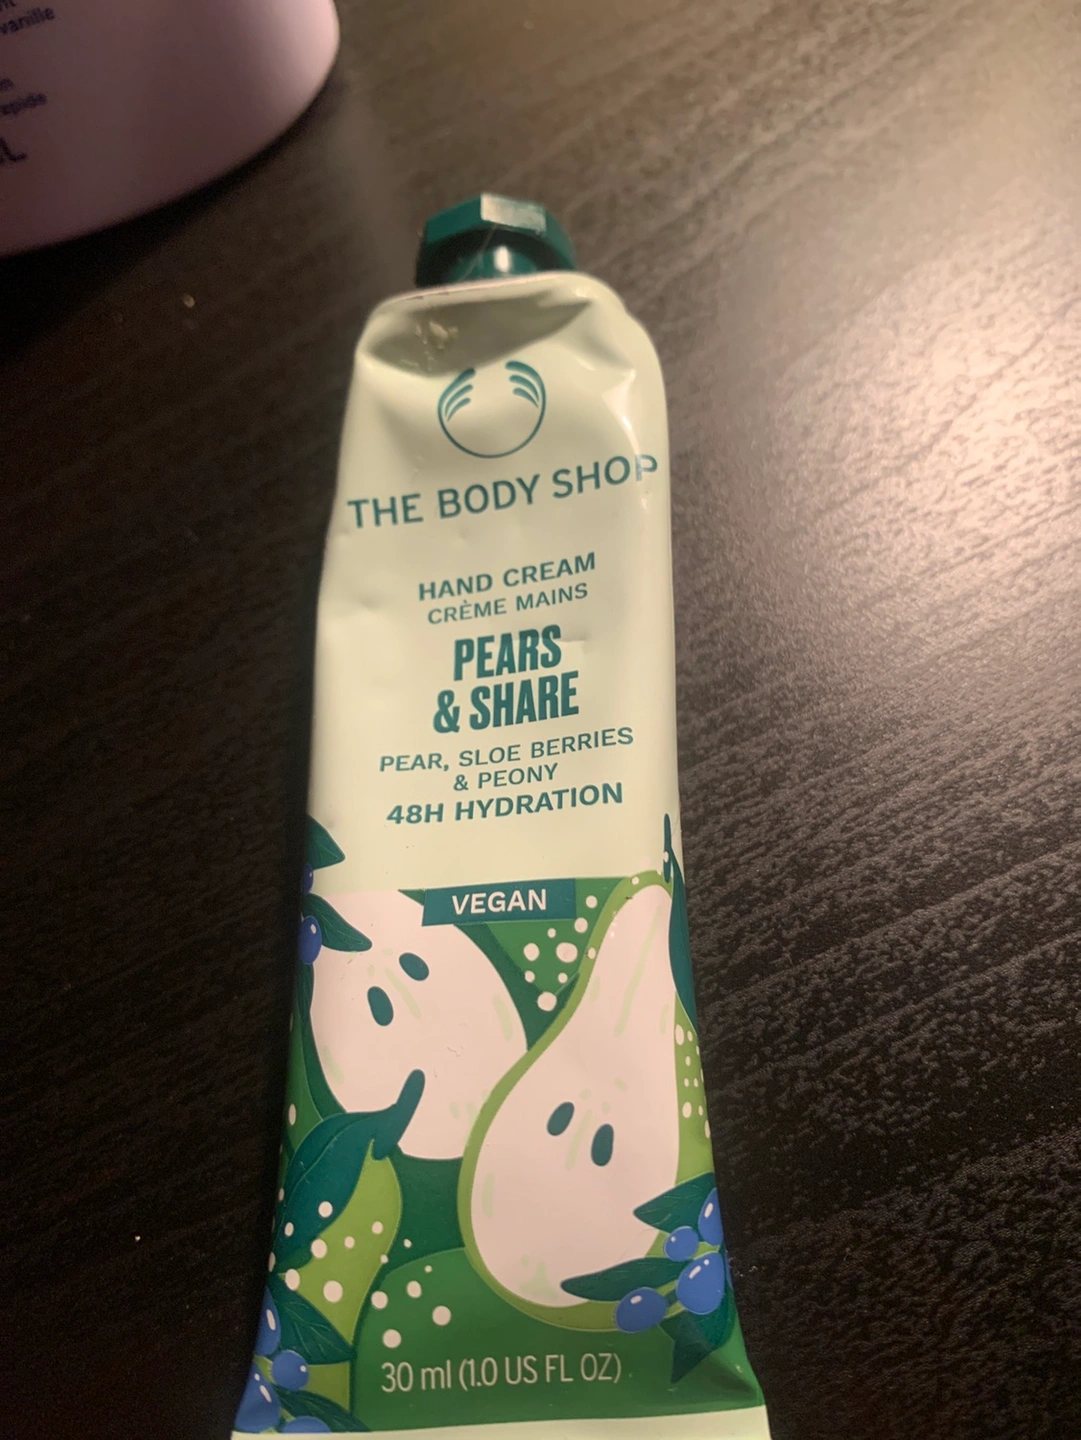 vanille
THE BODY SHOP
HAND CREAM
CRÈME MAINS
PEARS
& SHARE
PEAR, SLOE BERRIES
& PEONY
48H HYDRATION
VEGAN
30 ml (1.0 US FL OZ)